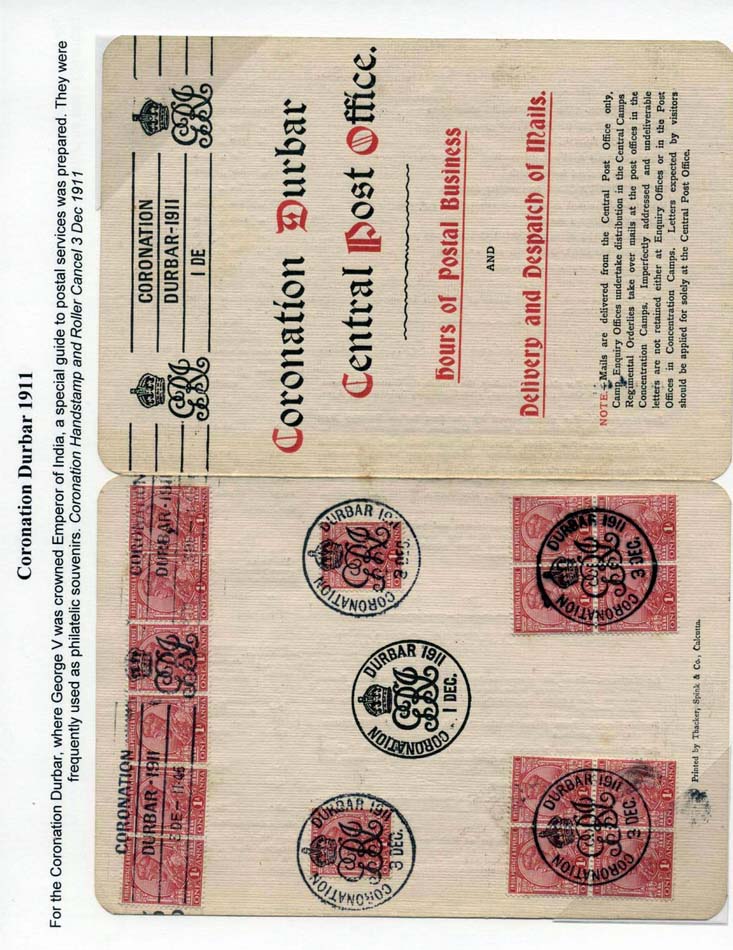 Coronation Durbar 1911
For the Coronation Durbar, where George V was crowned Emperor of India, a special guide to postal services was prepared. They were
frequently used as philatelic souvenirs. Coronation Handstamp and Roller Cancel 3 Dec 1911
CORONATION
DURBAR-1911
1 DE
Coronation Durbar
Central Post Office.
Hours of Postal Business
AND
Delivery and Despatch of Mails.
NOTE.—Mails are delivered from the Central Post Office only,
Camp Enquiry Offices undertake distribution in the Central Camps
Regimental Orderlies take over mails at the post offices in the
Concentration Camps. Imperfectly addressed and undeliverable
letters are not retained either at Enquiry Offices or in the Post
Offices in Concentration Camps. Letters expected by visitors
should be applied for solely at the Central Post Office.
CORONATION
DURBAR-1911
CORONATION
DURBAR-191
ONE 1A ANNA
CORONATION DURBAR 1911
3 DEC.
CORONATION DURBAR 1911
1 DEC.
CORONATION DURBAR 1911
3 DEC.
CORONATION DURBAR 1911
3 DEC.
CORONATION DURBAR 1911
3 DEC.
Printed by Thacker, Spink & Co., Calcutta.